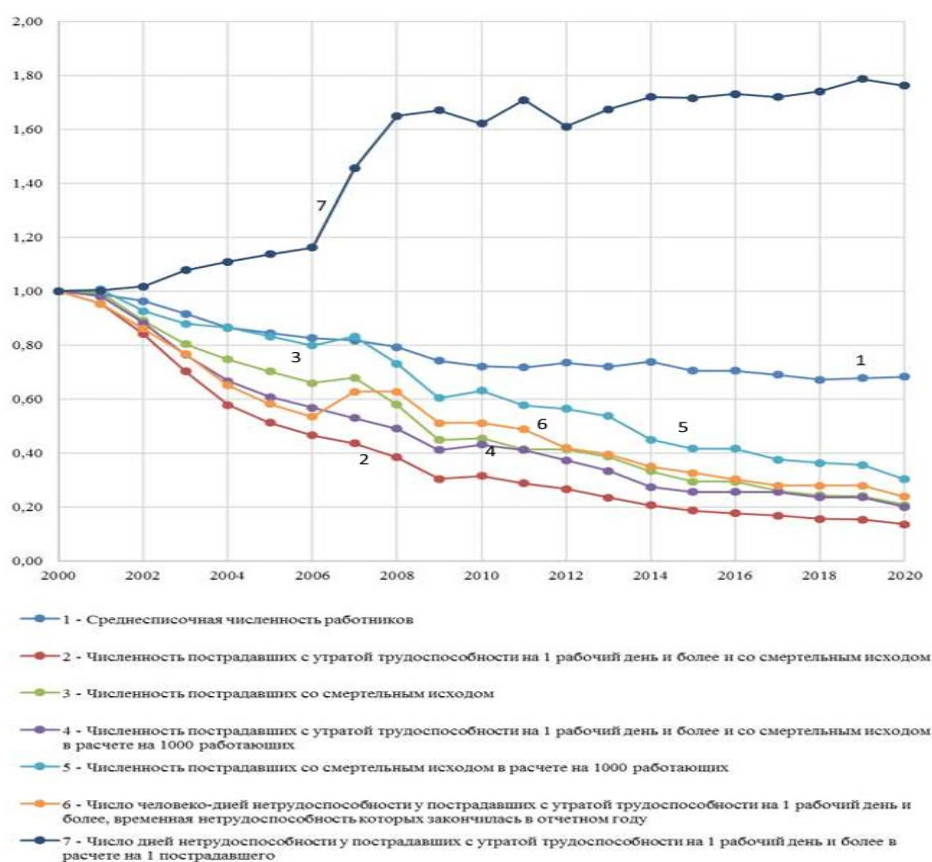 2,00
1,80
1,60
1,40
7
1,20
1,00
0,80
3
1
0,60
6
5
0,40
2
4
0,20
0,00
2000 2002 2004 2006 2008 2010 2012 2014 2016 2018 2020
1 - Среднесписочная численность работников
2 - Численность пострадавших с утратой трудоспособности на 1 рабочий день и более и со смертельным исходом
3 - Численность пострадавших со смертельным исходом
4 - Численность пострадавших с утратой трудоспособности на 1 рабочий день и более и со смертельным исходом
в расчете на 1000 работающих
5 - Численность пострадавших со смертельным исходом в расчете на 1000 работающих
6 - Число человеко-дней нетрудоспособности у пострадавших с утратой трудоспособности на 1 рабочий день и
более, временная нетрудоспособность которых закончилась в отчетном году
7 - Число дней нетрудоспособности у пострадавших с утратой трудоспособности на 1 рабочий день и более в
расчете на 1 пострадавшего